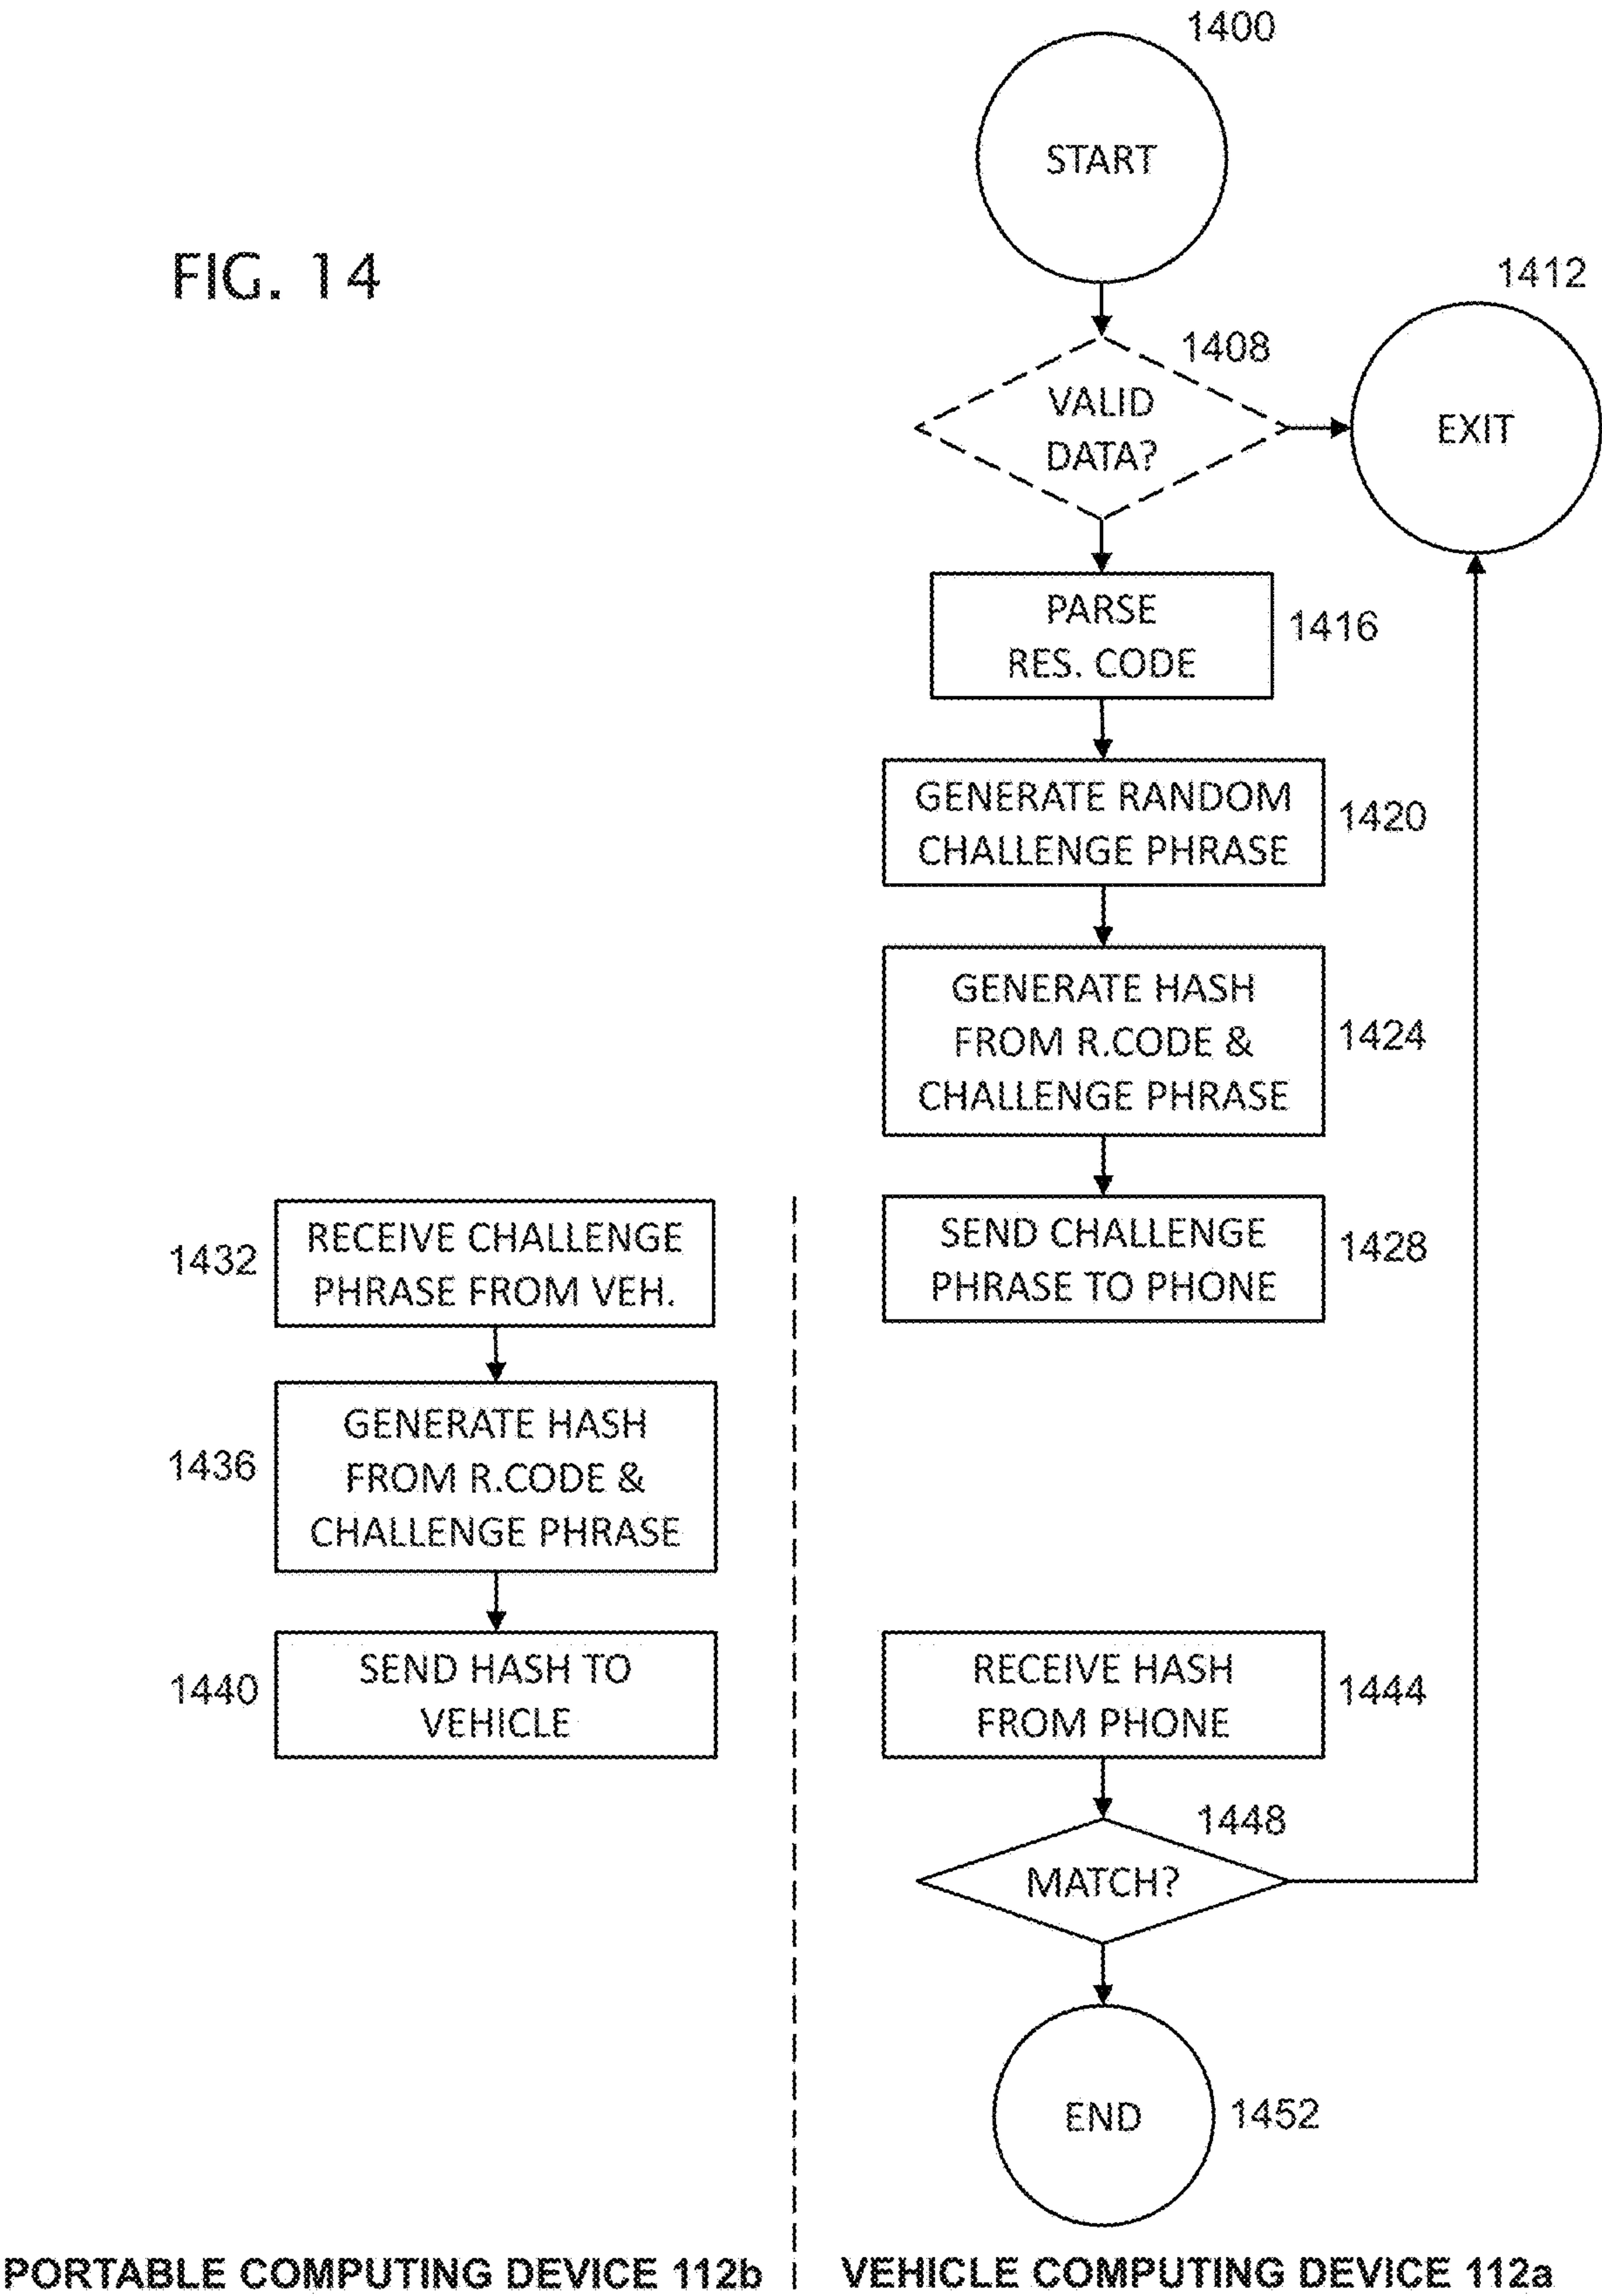 1400
START
FIG. 14
1412
1408
VALID
DATA?
EXIT
PARSE
RES. CODE
1416
GENERATE RANDOM
CHALLENGE PHRASE
1420
GENERATE HASH
FROM R.CODE &
CHALLENGE PHRASE
1424
SEND CHALLENGE
PHRASE TO PHONE
1428
1432
RECEIVE CHALLENGE
PHRASE FROM VEH.
1436
GENERATE HASH
FROM R.CODE &
CHALLENGE PHRASE
1440
SEND HASH TO
VEHICLE
RECEIVE HASH
FROM PHONE
1444
1448
MATCH?
END
1452
PORTABLE COMPUTING DEVICE 112b
VEHICLE COMPUTING DEVICE 112a